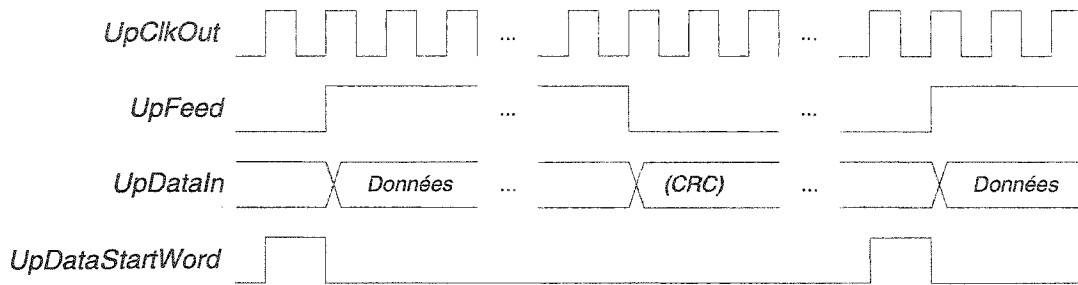 UpClkOut ... ...
UpFeed ... ...
UpDataIn Données ... (CRC) ... Données
UpDataStartWord